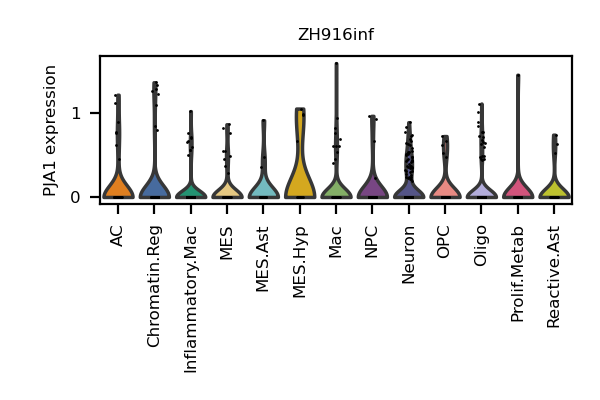 ZH916inf
PJA1 expression
1
0
AC
Chromatin.Reg
Inflammatory.Mac
MES
MES.Ast
MES.Hyp
Mac
NPC
Neuron
OPC
Oligo
Prolif.Metab
Reactive.Ast